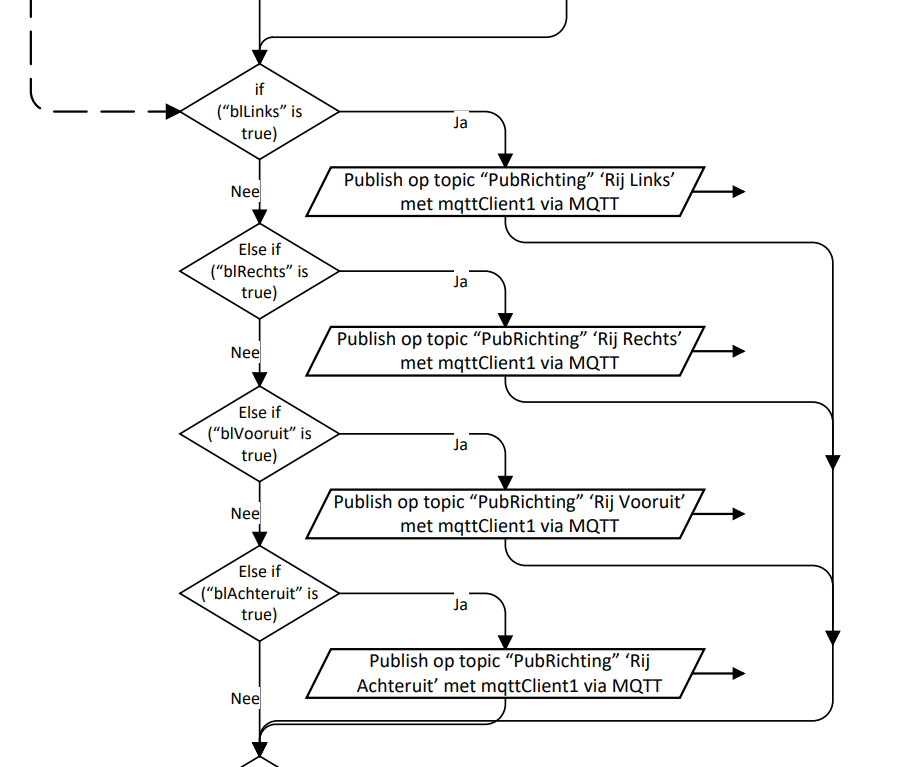 if
(“blLinks” is
true)
Ja
Publish op topic “PubRichting” ‘Rij Links’
met mqttClient1 via MQTT
Nee
Else if
(“blRechts” is
true)
Ja
Publish op topic “PubRichting” ‘Rij Rechts’
met mqttClient1 via MQTT
Nee
Else if
(“blVooruit” is
true)
Ja
Publish op topic “PubRichting” ‘Rij Vooruit’
met mqttClient1 via MQTT
Nee
Else if
(“blAchteruit” is
true)
Ja
Publish op topic “PubRichting” ‘Rij
Achteruit’ met mqttClient1 via MQTT
Nee